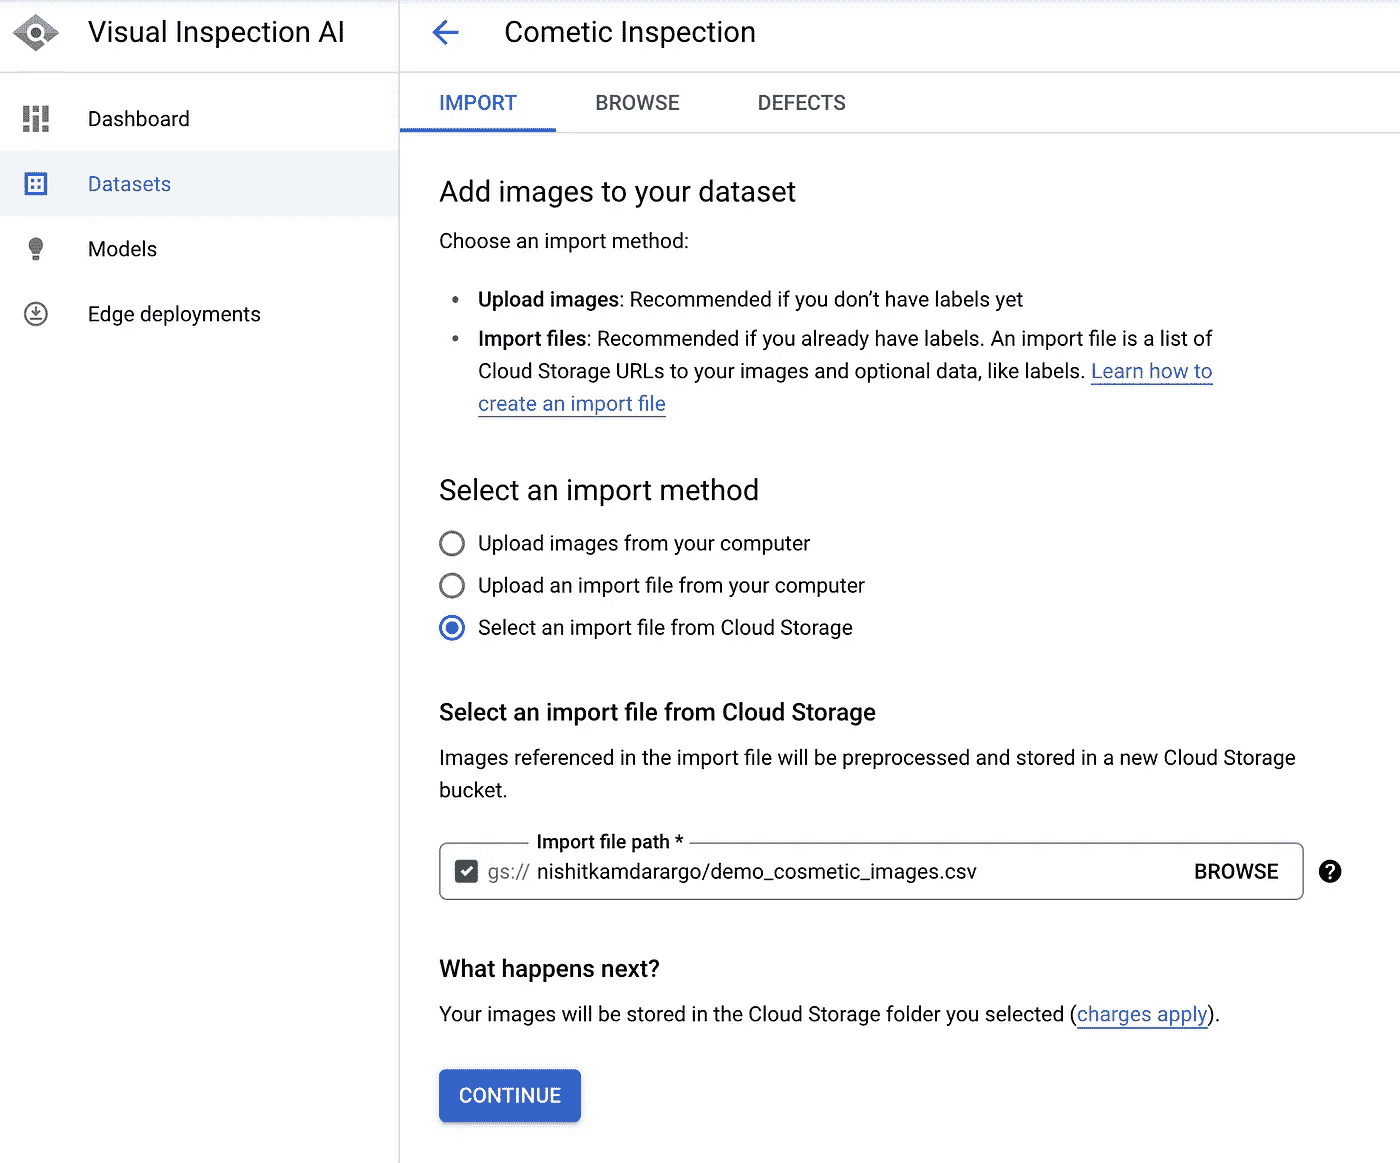 Visual Inspection AI
Cometic Inspection
Dashboard
Datasets
Models
Edge deployments
IMPORT
BROWSE
DEFECTS
Add images to your dataset
Choose an import method:
• Upload images: Recommended if you don’t have labels yet
• Import files: Recommended if you already have labels. An import file is a list of
Cloud Storage URLs to your images and optional data, like labels. Learn how to
create an import file
Select an import method
Upload images from your computer
Upload an import file from your computer
Select an import file from Cloud Storage
Select an import file from Cloud Storage
Images referenced in the import file will be preprocessed and stored in a new Cloud Storage
bucket.
Import file path *
gs:// nishitkamdarargo/demo_cosmetic_images.csv BROWSE ?
What happens next?
Your images will be stored in the Cloud Storage folder you selected (charges apply).
CONTINUE